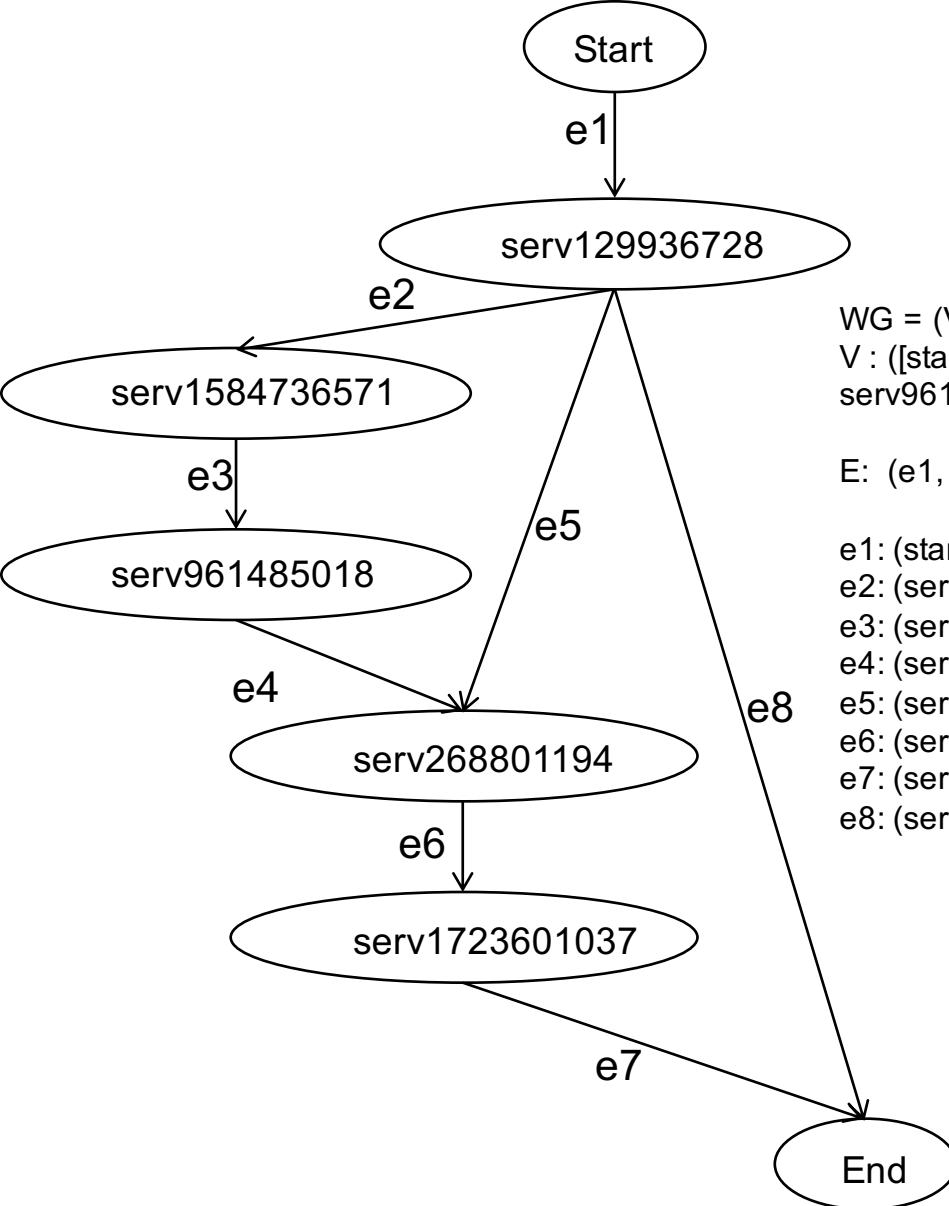 Start
e1
serv129936728
e2
serv1584736571
e3
serv961485018
e4
e5
e8
serv268801194
e6
serv1723601037
e7
End
WG = (V
V : ([sta
serv961
E: (e1,
e1: (star
e2: (ser
e3: (ser
e4: (ser
e5: (ser
e6: (ser
e7: (ser
e8: (ser